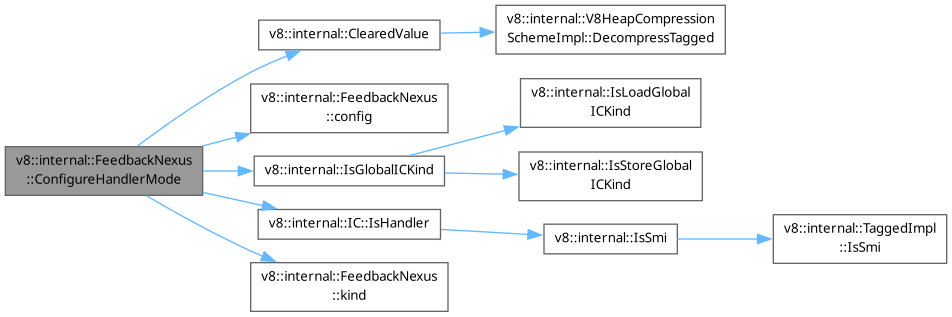 v8::internal::FeedbackNexus
::ConfigureHandlerMode
v8::internal::ClearedValue
v8::internal::V8HeapCompression
SchemeImpl::DecompressTagged
v8::internal::FeedbackNexus
::config
v8::internal::IsGlobalICKind
v8::internal::IsLoadGlobal
ICKind
v8::internal::IsStoreGlobal
ICKind
v8::internal::IC::IsHandler
v8::internal::IsSmi
v8::internal::TaggedImpl
::IsSmi
v8::internal::FeedbackNexus
::kind